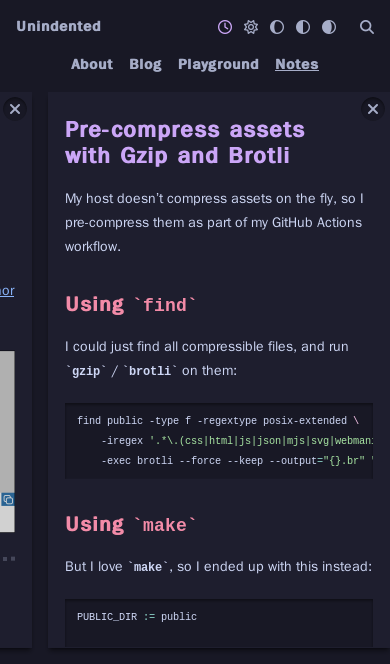 Unindented
About Blog Playground Notes
Pre-compress assets
with Gzip and Brotli
My host doesn't compress assets on the fly, so I
pre-compress them as part of my GitHub Actions
workflow.
Using `find`
I could just find all compressible files, and run
`gzip` / `brotli` on them:
find public -type f -regextype posix-extended \
    -iregex '.*\.(css|html|js|json|mjs|svg|webmani
    -exec brotli --force --keep --output="{}.br" "
Using `make`
But I love `make`, so I ended up with this instead:
PUBLIC_DIR := public